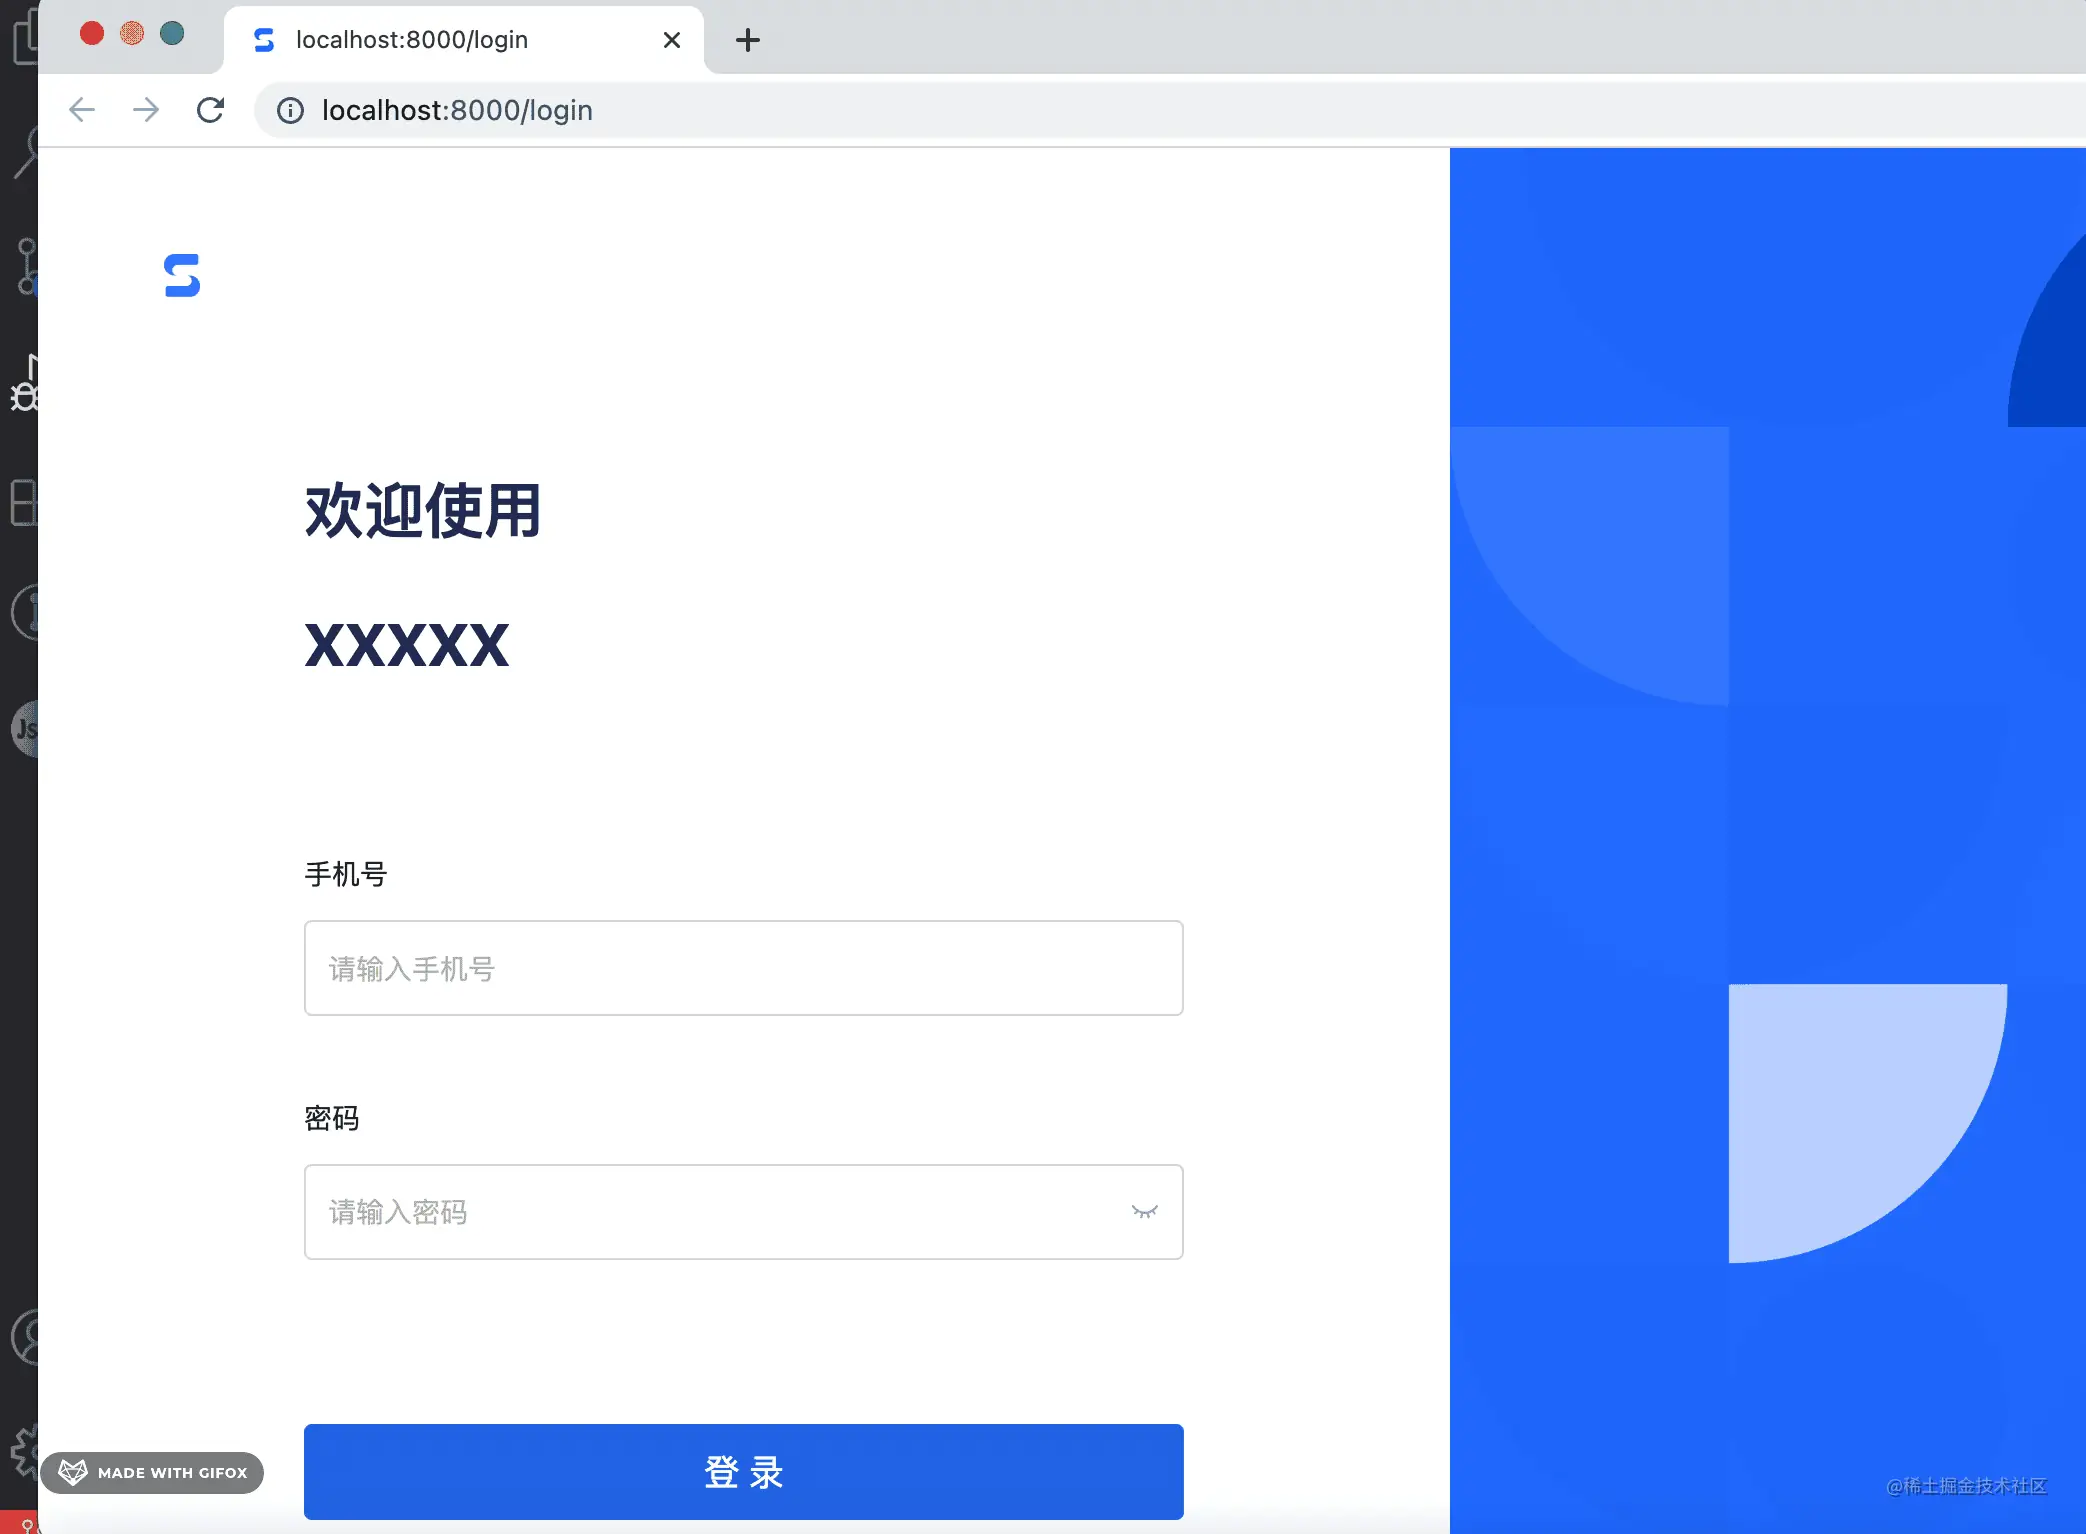 localhost:8000/login
localhost:8000/login
欢迎使用
XXXXX
手机号
请输入手机号
密码
请输入密码
登 录
MADE WITH GIFOX
@稀土掘金技术社区